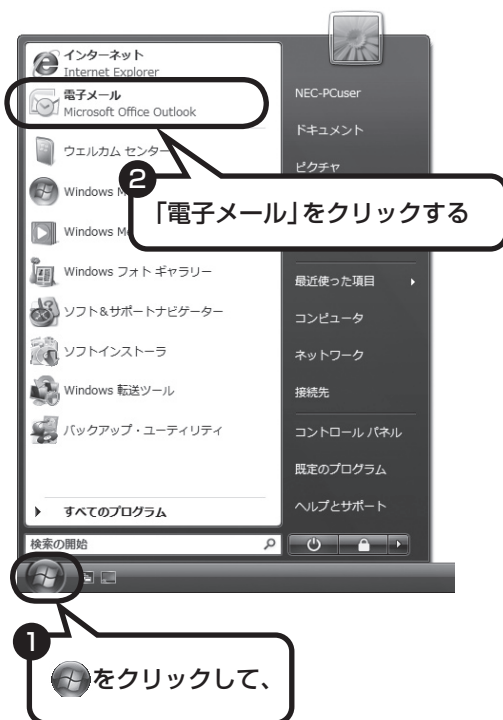 インターネット
Internet Explorer
電子メール
Microsoft Office Outlook
ウェルカム センター
Windows M
Windows Me
Windows フォト ギャラリー
ソフト&サポートナビゲーター
ソフトインストーラ
Windows 転送ツール
バックアップ・ユーティリティ
すべてのプログラム
検索の開始
NEC-PCuser
ドキュメント
ピクチャ
最近使った項目
コンピュータ
ネットワーク
接続先
コントロール パネル
既定のプログラム
ヘルプとサポート
2
「電子メール」をクリックする
1
をクリックして、